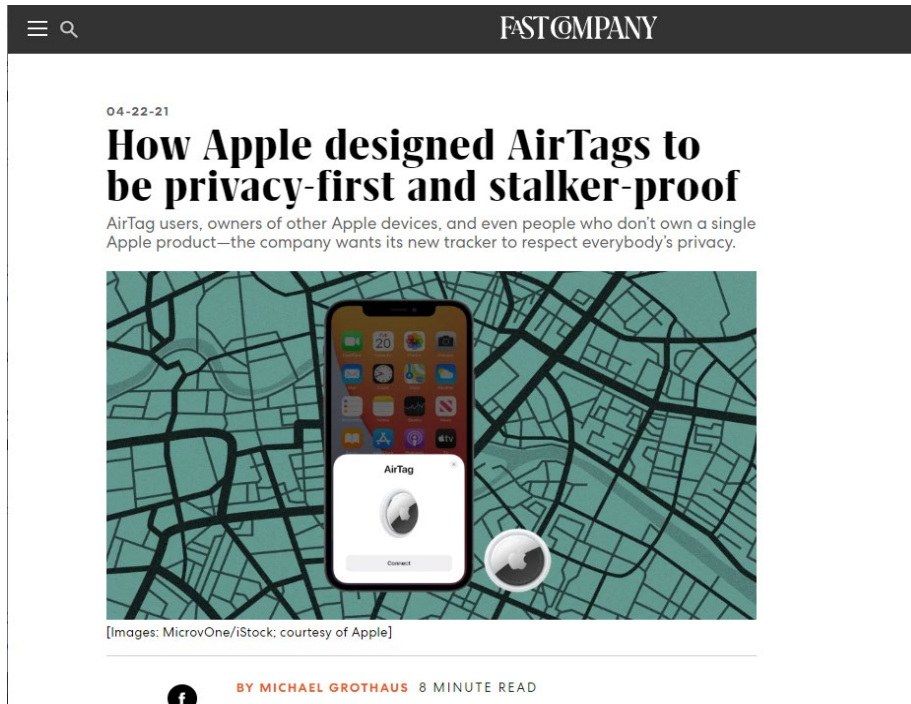 FAST COMPANY
04-22-21
How Apple designed AirTags to
be privacy-first and stalker-proof
AirTag users, owners of other Apple devices, and even people who don't own a single
Apple product—the company wants its new tracker to respect everybody's privacy.
20
tv
AirTag
Connect
[Images: MicrovOne/iStock; courtesy of Apple]
f
BY MICHAEL GROTHAUS 8 MINUTE READ